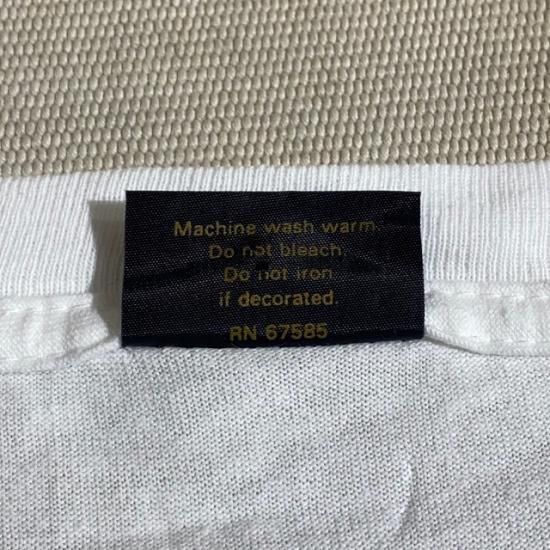 Machine wash warm.
Do not bleach.
Do not iron
if decorated.
RN 67585